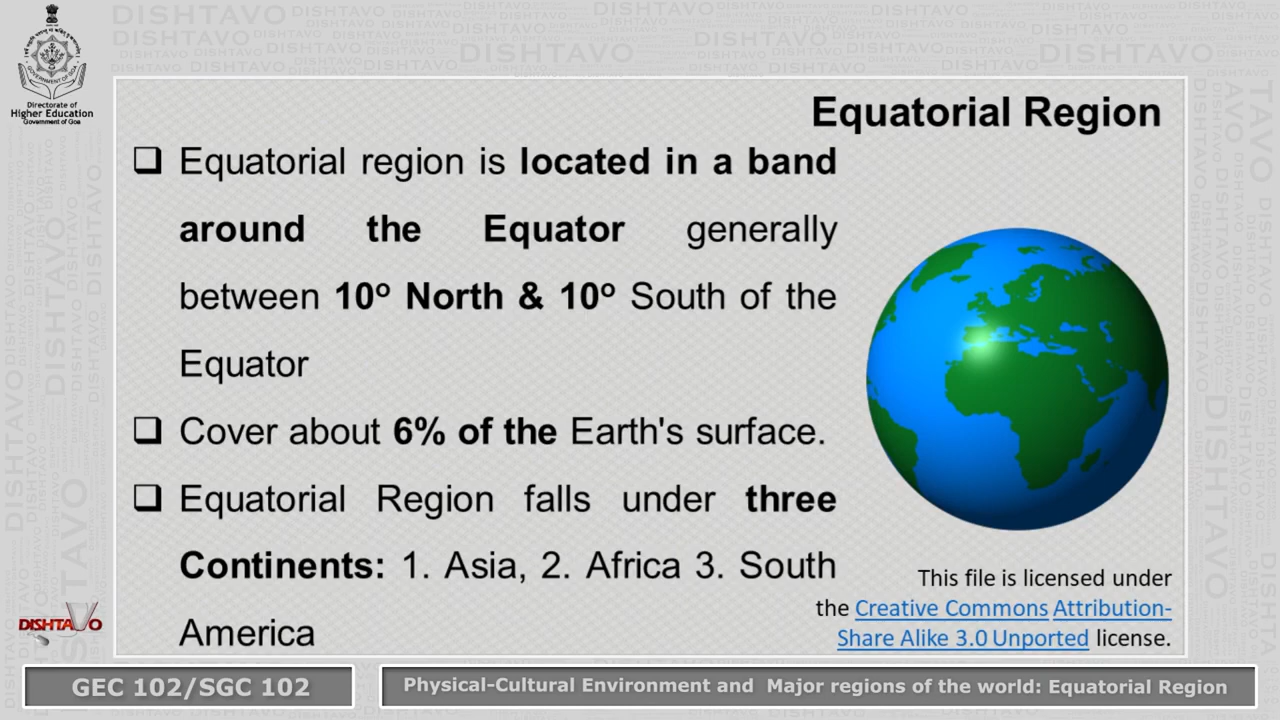 Directorate of
Higher Education
Government of Goa
Equatorial Region
❑ Equatorial region is located in a band
around the Equator generally
between 10º North & 10º South of the
Equator
❑ Cover about 6% of the Earth's surface.
❑ Equatorial Region falls under three
Continents: 1. Asia, 2. Africa 3. South
America
This file is licensed under
the Creative Commons Attribution-
Share Alike 3.0 Unported license.
DISHTAVO
GEC 102/SGC 102
Physical-Cultural Environment and Major regions of the world: Equatorial Region